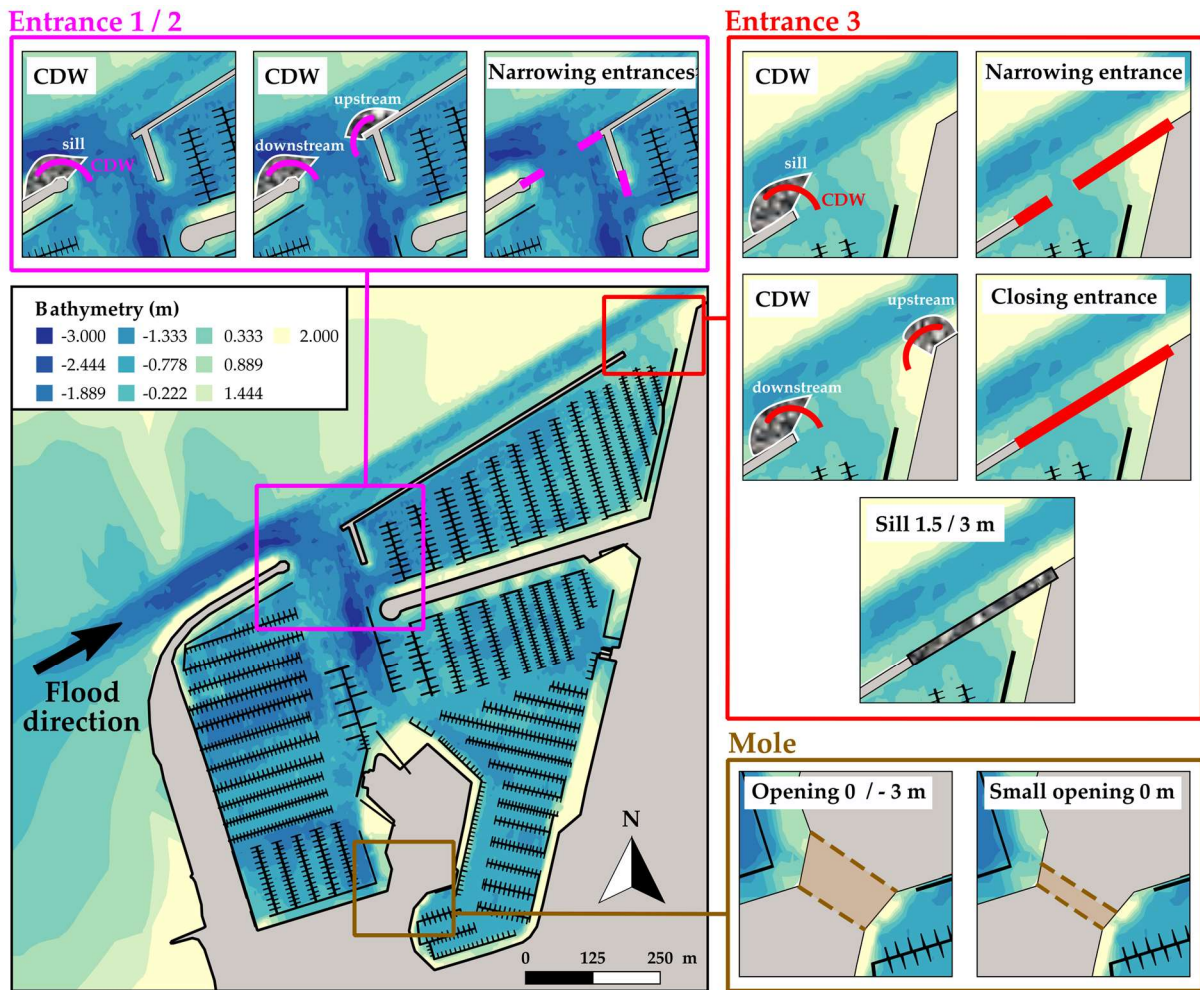 Entrance 1 / 2
CDW
sill
CDW
CDW
upstream
downstream
Narrowing entrances
Entrance 3
CDW
sill
CDW
Narrowing entrance
CDW
upstream
downstream
Closing entrance
Sill 1.5 / 3 m
Bathymetry (m)
-3.000 -1.333 0.333 2.000
-2.444 -0.778 0.889
-1.889 -0.222 1.444
Flood
direction
N
0 125 250 m
Mole
Opening 0 / - 3 m
Small opening 0 m